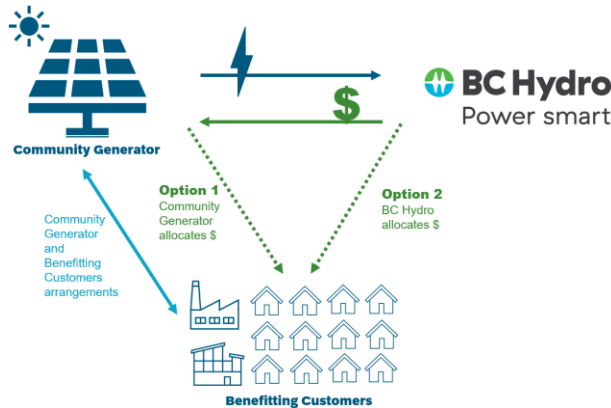 BC Hydro
Power smart
$
Community Generator
Option 1
Community
Generator
allocates $
Option 2
BC Hydro
allocates $
Community
Generator
and
Benefitting
Customers
arrangements
Benefitting Customers